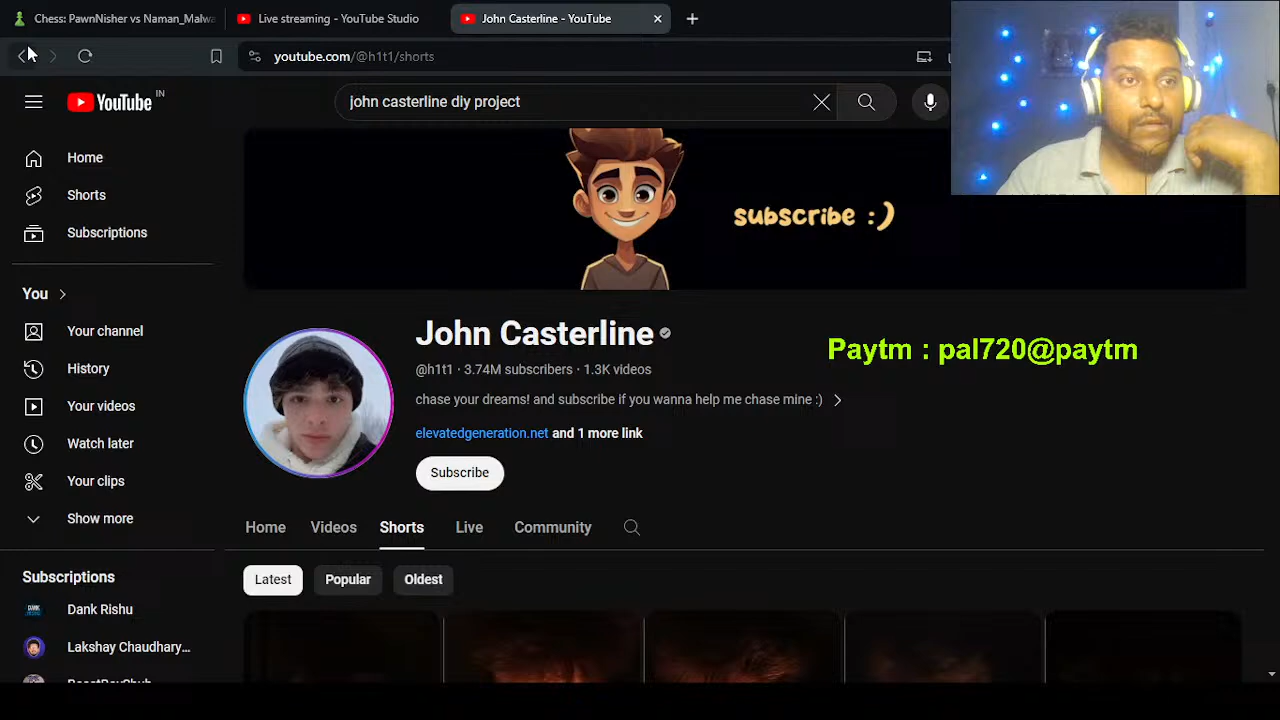 Chess: PawnNisher vs Naman_Malwa
Live streaming - YouTube Studio
John Casterline - YouTube
youtube.com/@h1t1/shorts
YouTube IN
john casterline diy project
Home
Shorts
Subscriptions
You
Your channel
History
Your videos
Watch later
Your clips
Show more
Subscriptions
Dank Rishu
Lakshay Chaudhary...
subscribe :)
John Casterline
@h1t1 · 3.74M subscribers · 1.3K videos
chase your dreams! and subscribe if you wanna help me chase mine :)
elevatedgeneration.net and 1 more link
Subscribe
Paytm : pal720@paytm
Home Videos Shorts Live Community
Latest Popular Oldest